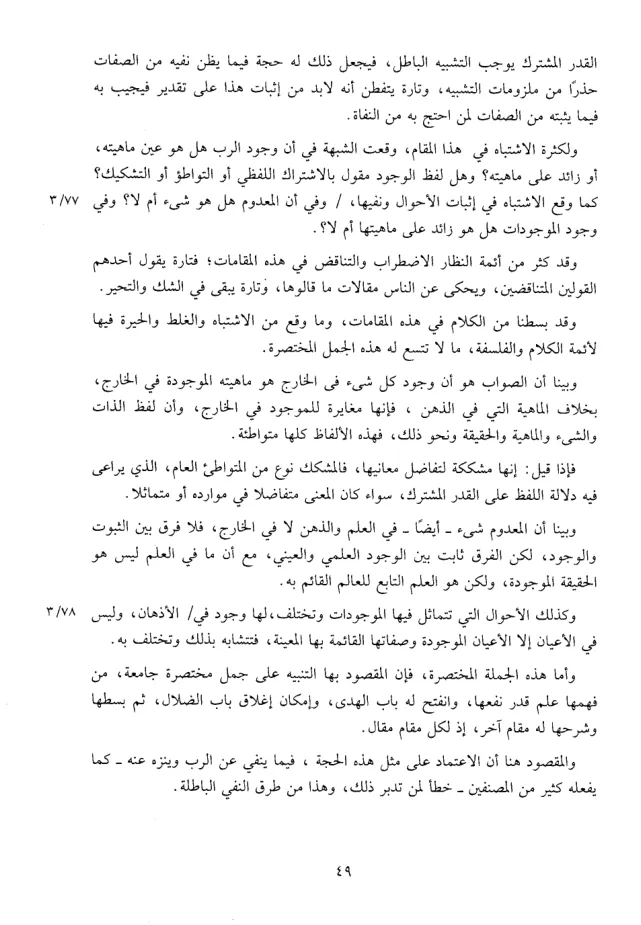 القدر المشترك يوجب التشبيه الباطل، فيجعل ذلك له حجة فيما يظن نفيه من الصفات
حذرًا من ملزومات التشبيه، وتارة يتفطن أنه لابد من إثبات هذا على تقدير فيجيب به
فيما يثبته من الصفات لمن احتج به من النفاة.
ولكثرة الاشتباه في هذا المقام، وقعت الشبهة في أن وجود الرب هل هو عين ماهيته،
أو زائد على ماهيته؟ وهل لفظ الوجود مقول بالاشتراك اللفظي أو التواطؤ أو التشكيك؟
كما وقع الاشتباه في إثبات الأحوال ونفيها، / وفي أن المعدوم هل هو شىء أم لا؟ وفي ٣/٧٧
وجود الموجودات هل هو زائد على ماهيتها أم لا؟.
وقد كثر من أئمة النظار الاضطراب والتناقض في هذه المقامات؛ فتارة يقول أحدهم
القولين المتناقضين، ويحكى عن الناس مقالات ما قالوها، وتارة يبقى في الشك والتحير.
وقد بسطنا من الكلام في هذه المقامات، وما وقع من الاشتباه والغلط والحيرة فيها
لأئمة الكلام والفلسفة، ما لا تتسع له هذه الجمل المختصرة.
وبينا أن الصواب هو أن وجود كل شىء فى الخارج هو ماهيته الموجودة في الخارج،
بخلاف الماهية التي في الذهن ، فإنها مغايرة للموجود في الخارج، وأن لفظ الذات
والشىء والماهية والحقيقة ونحو ذلك، فهذه الألفاظ كلها متواطئة.
فإذا قيل: إنها مشككة لتفاضل معانيها، فالمشكك نوع من المتواطئ العام، الذي يراعى
فيه دلالة اللفظ على القدر المشترك، سواء كان المعنى متفاضلا في موارده أو متماثلا.
وبينا أن المعدوم شىء ـ أيضًا ـ في العلم والذهن لا في الخارج، فلا فرق بين الثبوت
والوجود، لكن الفرق ثابت بين الوجود العلمي والعيني، مع أن ما في العلم ليس هو
الحقيقة الموجودة، ولكن هو العلم التابع للعالم القائم به.
وكذلك الأحوال التي تتماثل فيها الموجودات وتختلف،لها وجود في/ الأذهان، وليس ٣/٧٨
في الأعيان إلا الأعيان الموجودة وصفاتها القائمة بها المعينة، فتتشابه بذلك وتختلف به.
وأما هذه الجملة المختصرة، فإن المقصود بها التنبيه على جمل مختصرة جامعة، من
فهمها علم قدر نفعها، وانفتح له باب الهدى، وإمكان إغلاق باب الضلال، ثم بسطها
وشرحها له مقام آخر، إذ لكل مقام مقال.
والمقصود هنا أن الاعتماد على مثل هذه الحجة ، فيما ينفي عن الرب وينزه عنه ـ كما
يفعله كثير من المصنفين ـ خطأ لمن تدبر ذلك، وهذا من طرق النفي الباطلة.
٤٩